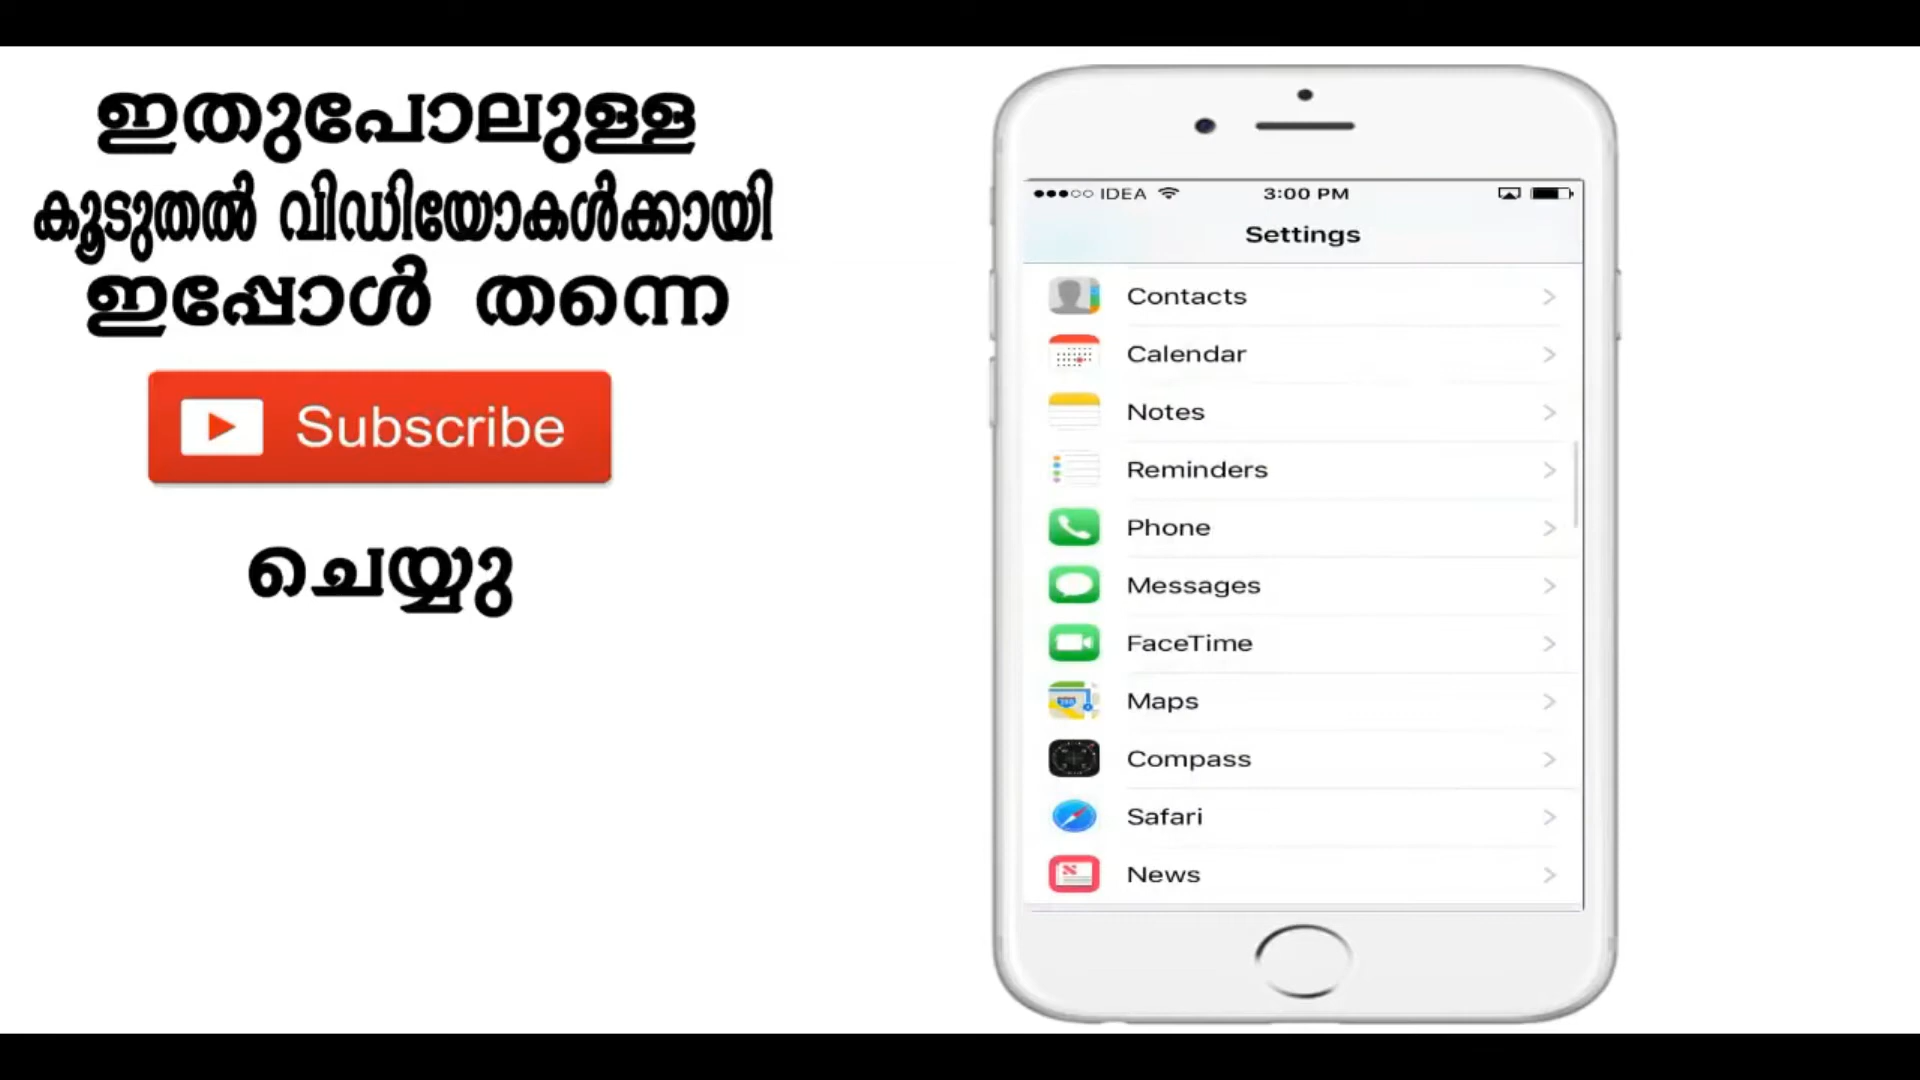 ഇതുപോലുള്ള
കൂടുതൽ വിഡിയോകൾക്കായി
ഇപ്പോൾ തന്നെ
Subscribe
ചെയ്യു
IDEA 3:00 PM
Settings
Contacts
Calendar
Notes
Reminders
Phone
Messages
FaceTime
Maps
Compass
Safari
News